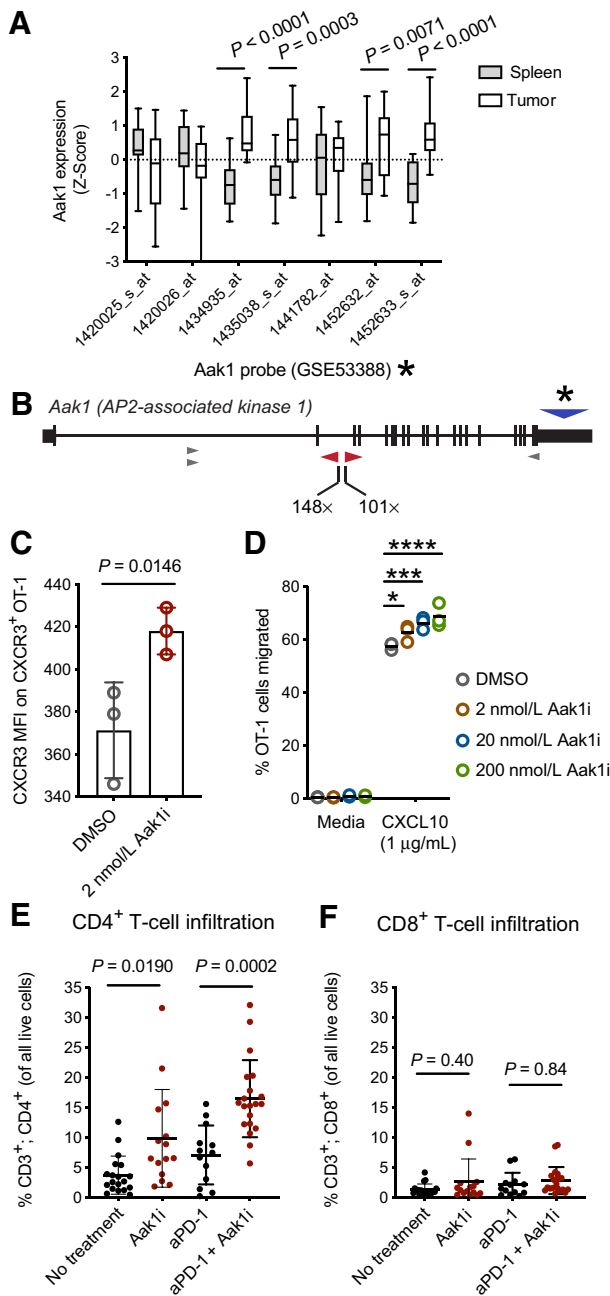 A
P < 0.0001
P = 0.0003
P = 0.0071
P < 0.0001
Spleen
Tumor
Aak1 expression
(Z-Score)
3
2
1
0
-1
-2
-3
1420025_s_at
1420026_at
1434935_at
1435038_s_at
1441782_at
1452632_at
1452633_s_at
Aak1 probe (GSE53388) *
B
Aak1 (AP2-associated kinase 1)
*
148×
101×
C
P = 0.0146
CXCR3 MFI on CXCR3+ OT-1
440
420
400
380
360
340
DMSO
2 nmol/L Aak1i
D
****
***
*
% OT-1 cells migrated
80
60
40
20
0
Media
CXCL10
(1 µg/mL)
DMSO
2 nmol/L Aak1i
20 nmol/L Aak1i
200 nmol/L Aak1i
E
CD4+ T-cell infiltration
P = 0.0190
P = 0.0002
% CD3+; CD4+ (of all live cells)
35
30
25
20
15
10
5
0
No treatment
Aak1i
aPD-1
aPD-1 + Aak1i
F
CD8+ T-cell infiltration
P = 0.40
P = 0.84
% CD3+; CD8+ (of all live cells)
35
30
25
20
15
10
5
0
No treatment
Aak1i
aPD-1
aPD-1 + Aak1i